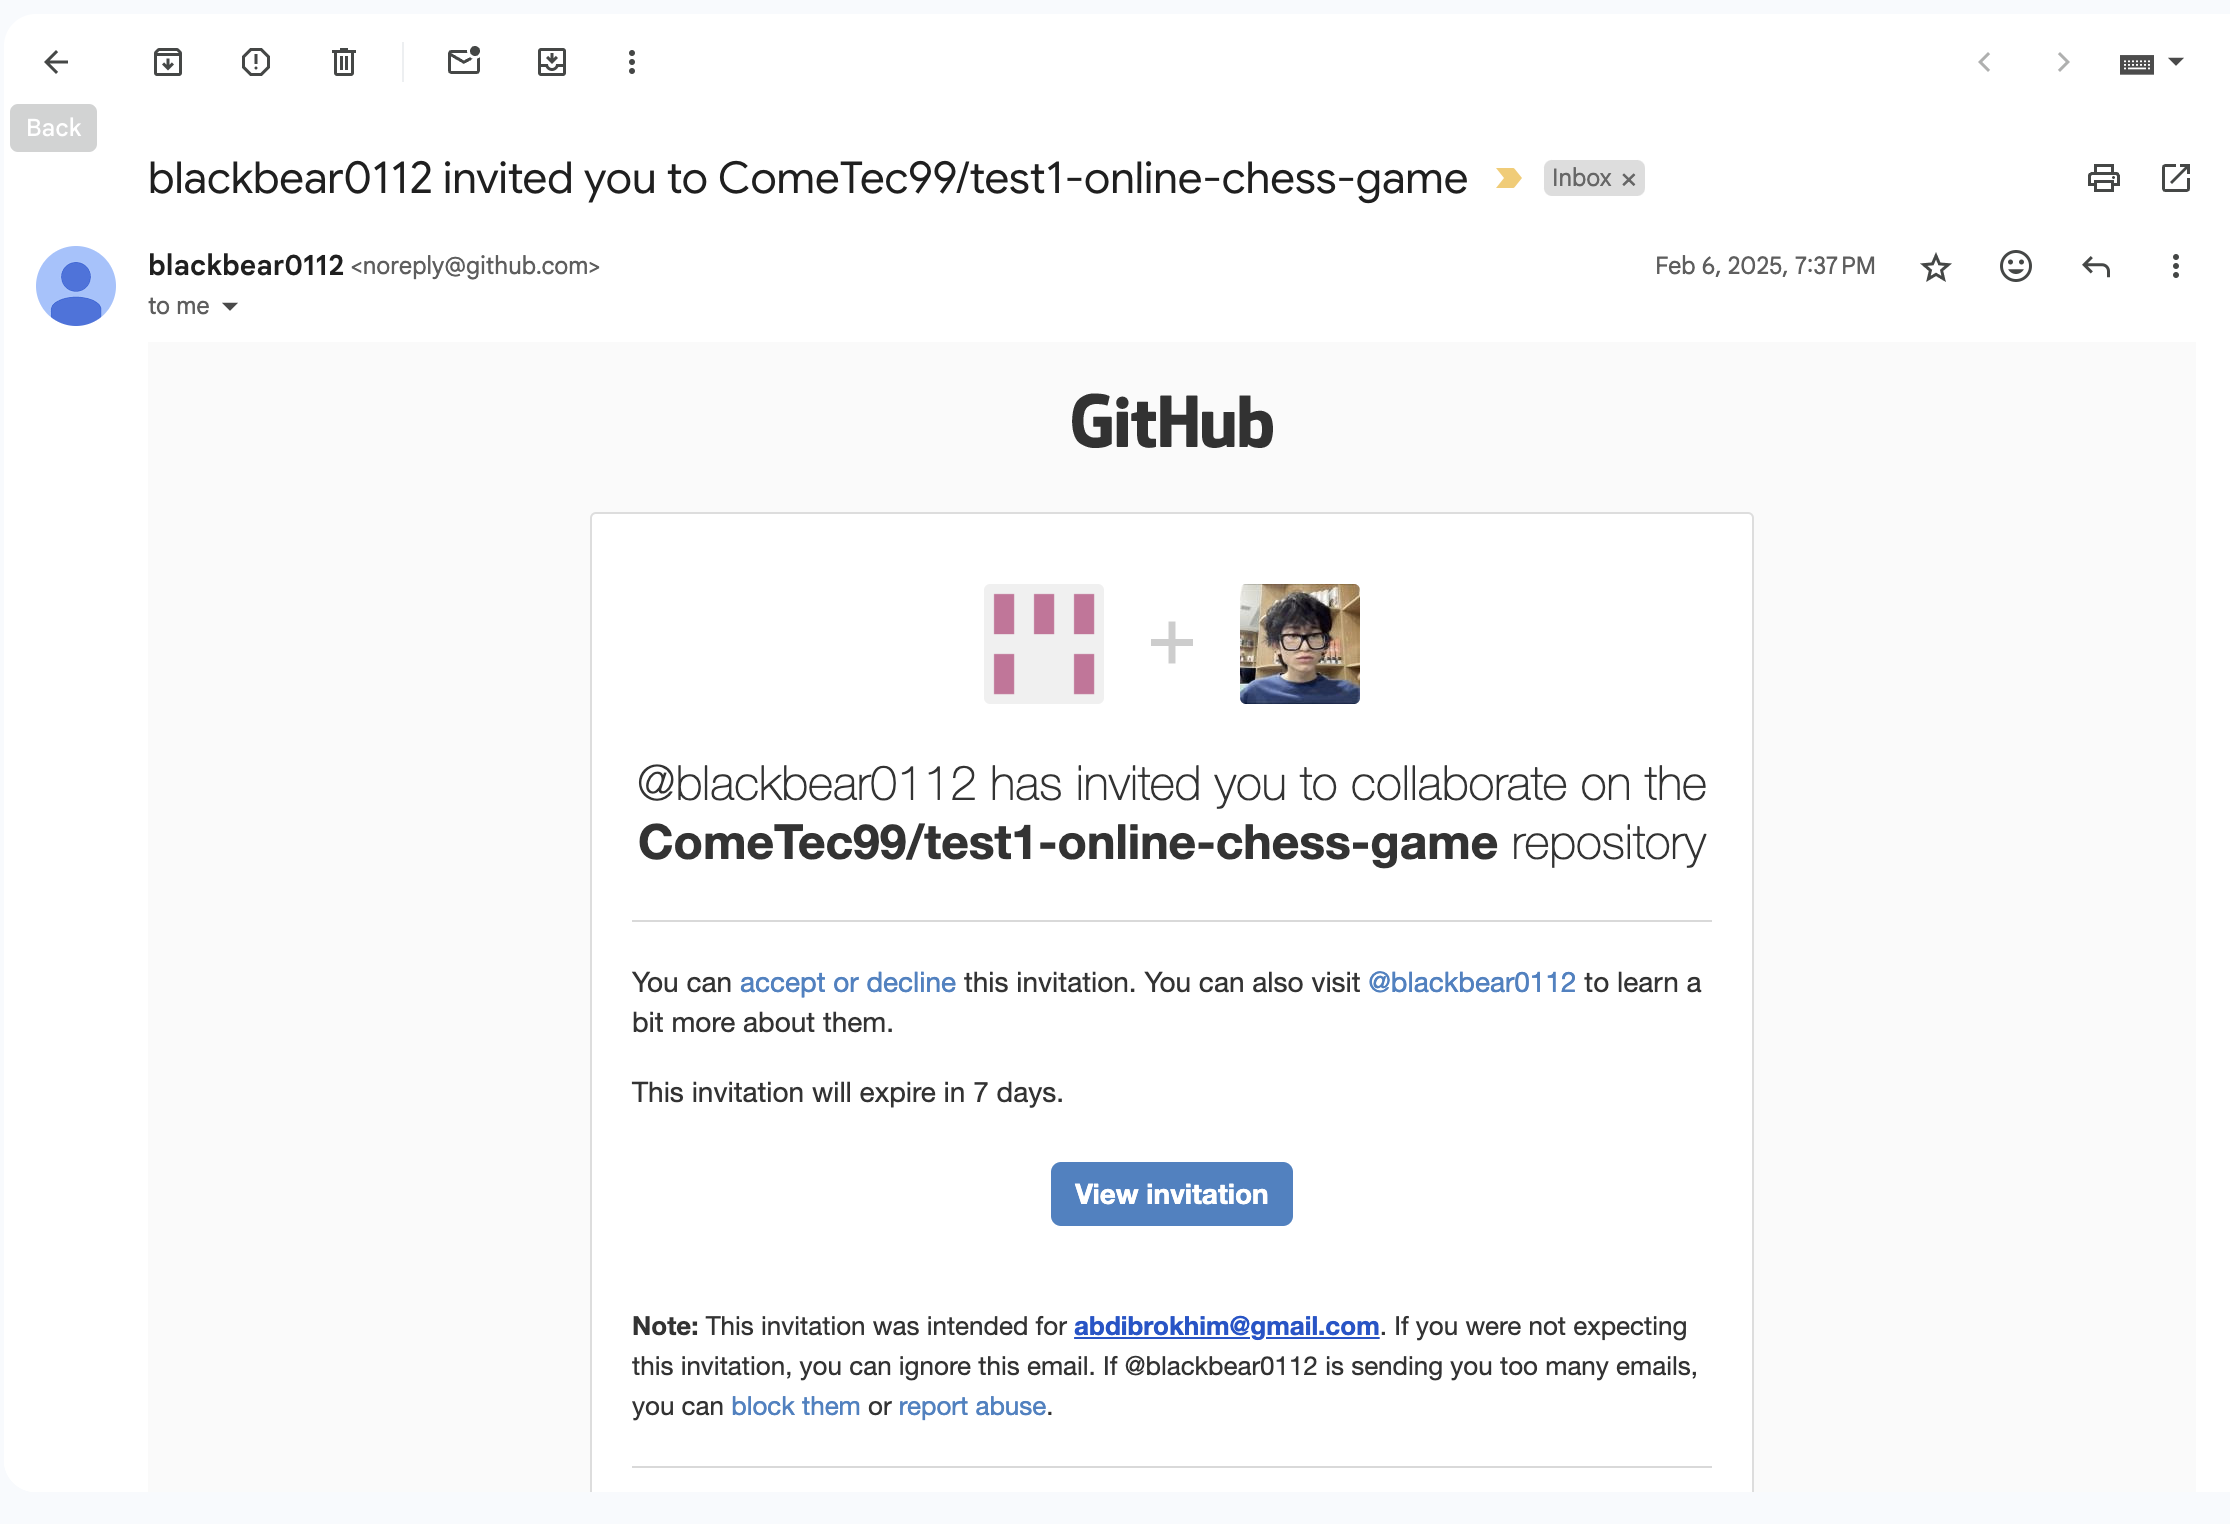 Back
blackbear0112 invited you to CometTec99/test1-online-chess-game
Inbox ×
blackbear0112 <noreply@github.com>
Feb 6, 2025, 7:37 PM
to me
GitHub
@blackbear0112 has invited you to collaborate on the
ComeTec99/test1-online-chess-game repository
You can accept or decline this invitation. You can also visit @blackbear0112 to learn a
bit more about them.
This invitation will expire in 7 days.
View invitation
Note: This invitation was intended for abdibrokhim@gmail.com. If you were not expecting
this invitation, you can ignore this email. If @blackbear0112 is sending you too many emails,
you can block them or report abuse.